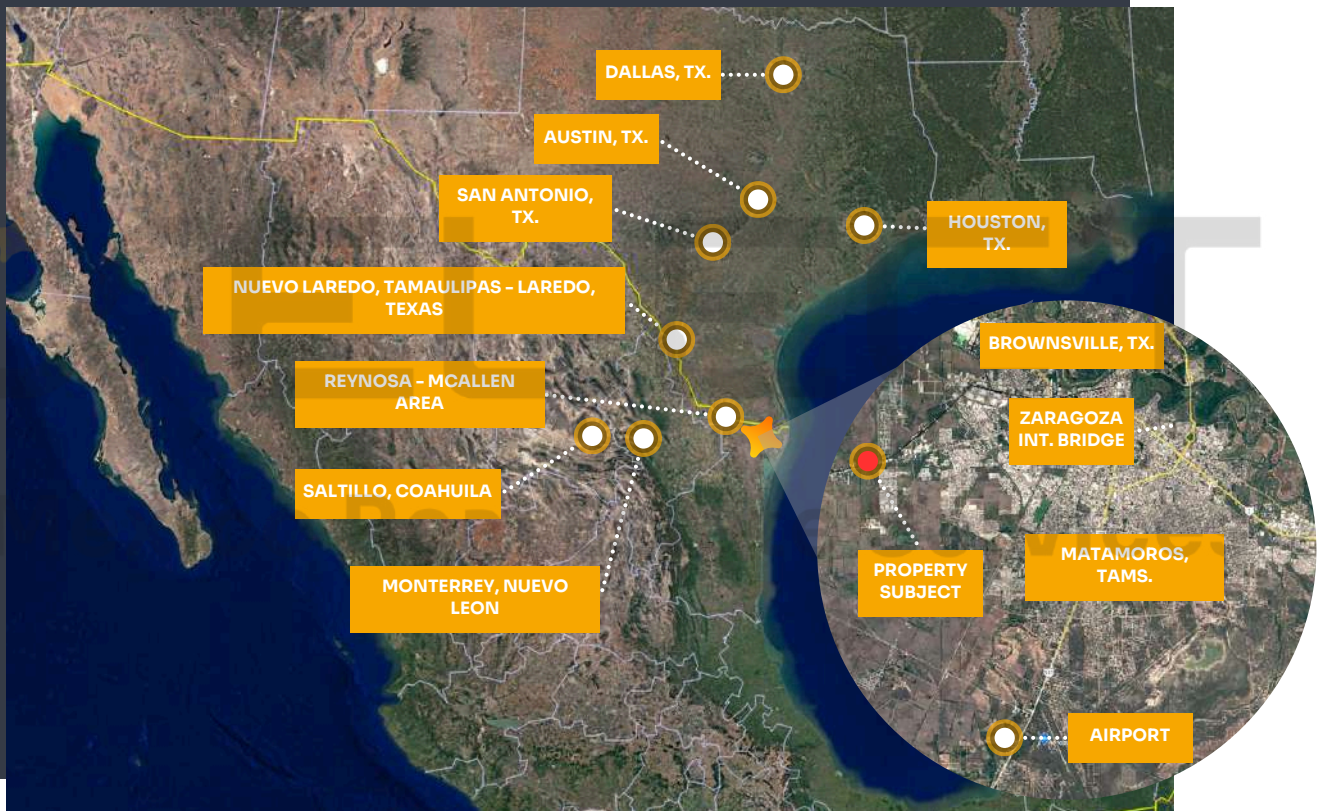 DALLAS, TX.
AUSTIN, TX.
SAN ANTONIO,
TX.
HOUSTON,
TX.
NUEVO LAREDO, TAMAULIPAS - LAREDO,
TEXAS
BROWNSVILLE, TX.
REYNOSA - MCALLEN
AREA
ZARAGOZA
INT. BRIDGE
SALTILLO, COAHUILA
MATAMOROS,
TAMS.
PROPERTY
SUBJECT
MONTERREY, NUEVO
LEON
AIRPORT